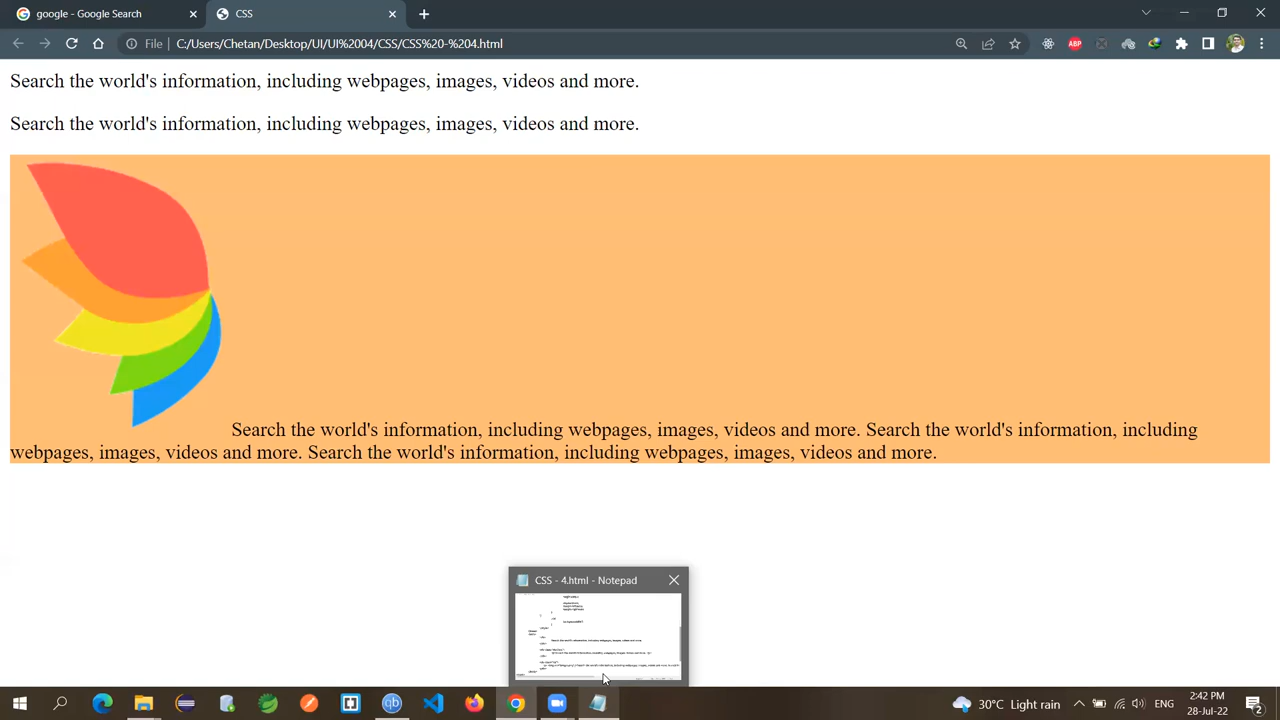 google - Google Search
CSS
File
C:/Users/Chetan/Desktop/UI/UI%2004/CSS/CSS%20-%204.html
ABP
Search the world's information, including webpages, images, videos and more.
Search the world's information, including webpages, images, videos and more.
Search the world's information, including webpages, images, videos and more. Search the world's information, including
webpages, images, videos and more. Search the world's information, including webpages, images, videos and more.
CSS - 4.html - Notepad
qb
30°C Light rain
ENG
2:42 PM
28-Jul-22
2